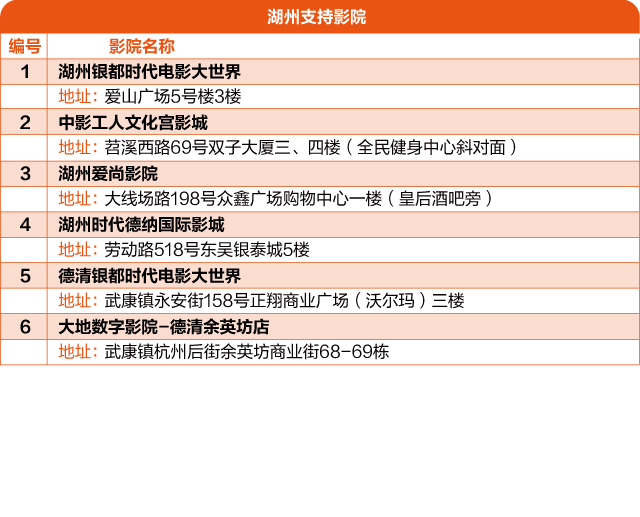 湖州支持影院
编号 影院名称
1 湖州银都时代电影大世界
地址：爱山广场5号楼3楼
2 中影工人文化宫影城
地址：苕溪西路69号双子大厦三、四楼（全民健身中心斜对面）
3 湖州爱尚影院
地址：大线场路198号众鑫广场购物中心一楼（皇后酒吧旁）
4 湖州时代德纳国际影城
地址：劳动路518号东吴银泰城5楼
5 德清银都时代电影大世界
地址：武康镇永安街158号正翔商业广场（沃尔玛）三楼
6 大地数字影院-德清余英坊店
地址：武康镇杭州后街余英坊商业街68-69栋